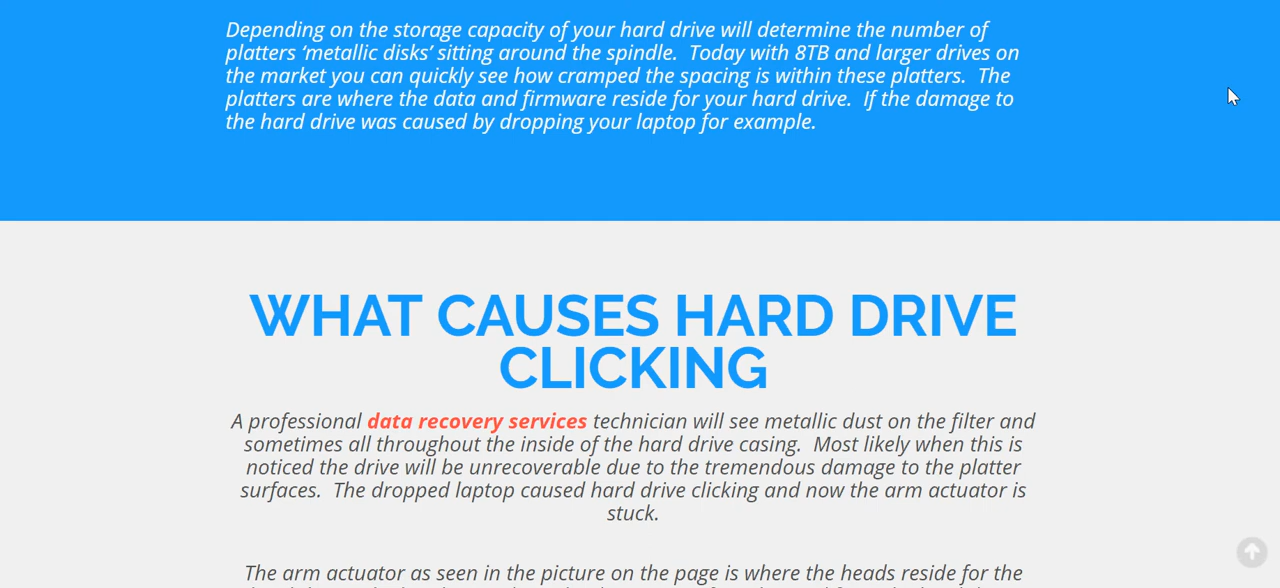 Depending on the storage capacity of your hard drive will determine the number of
platters ‘metallic disks’ sitting around the spindle.  Today with 8TB and larger drives on
the market you can quickly see how cramped the spacing is within these platters.  The
platters are where the data and firmware reside for your hard drive.  If the damage to
the hard drive was caused by dropping your laptop for example.
WHAT CAUSES HARD DRIVE
CLICKING
A professional data recovery services technician will see metallic dust on the filter and
sometimes all throughout the inside of the hard drive casing.  Most likely when this is
noticed the drive will be unrecoverable due to the tremendous damage to the platter
surfaces.  The dropped laptop caused hard drive clicking and now the arm actuator is
stuck.
The arm actuator as seen in the picture on the page is where the heads reside for the